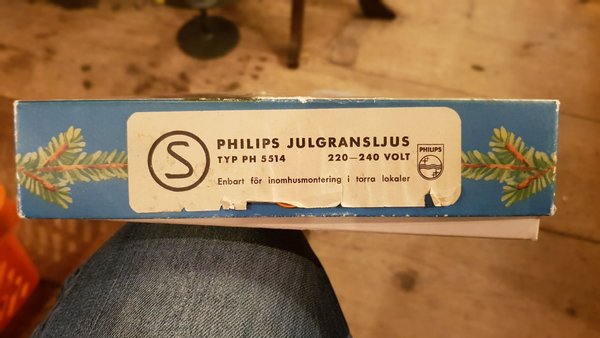 S
PHILIPS JULGRANSLJUS
TYP PH 5514 220–240 VOLT
Enbart för inomhusmontering i torra lokaler
PHILIPS